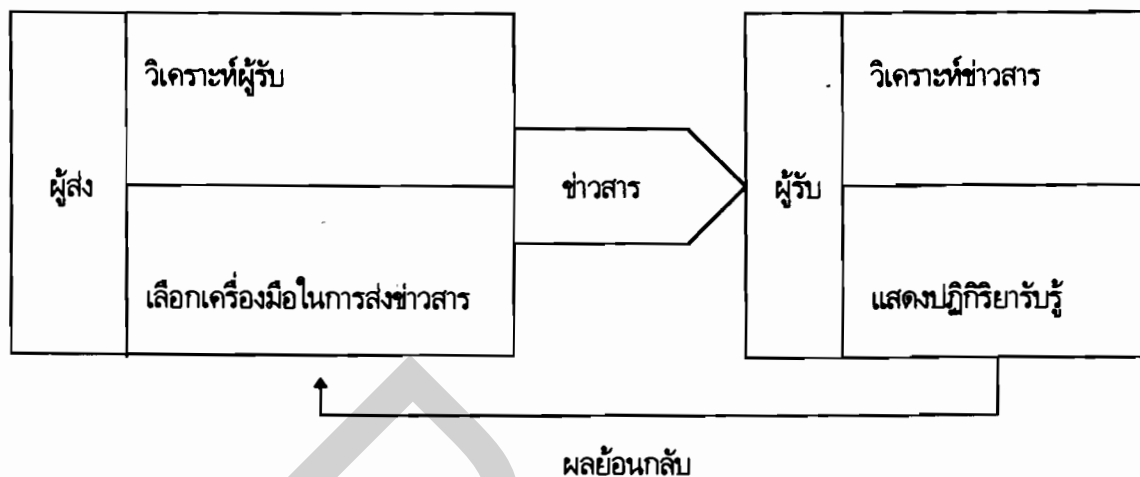 ผู้ส่ง
วิเคราะห์ผู้รับ
เลือกเครื่องมือในการส่งข่าวสาร
ข่าวสาร
ผู้รับ
วิเคราะห์ข่าวสาร
แสดงปฏิกิริยารับรู้
ผลย้อนกลับ